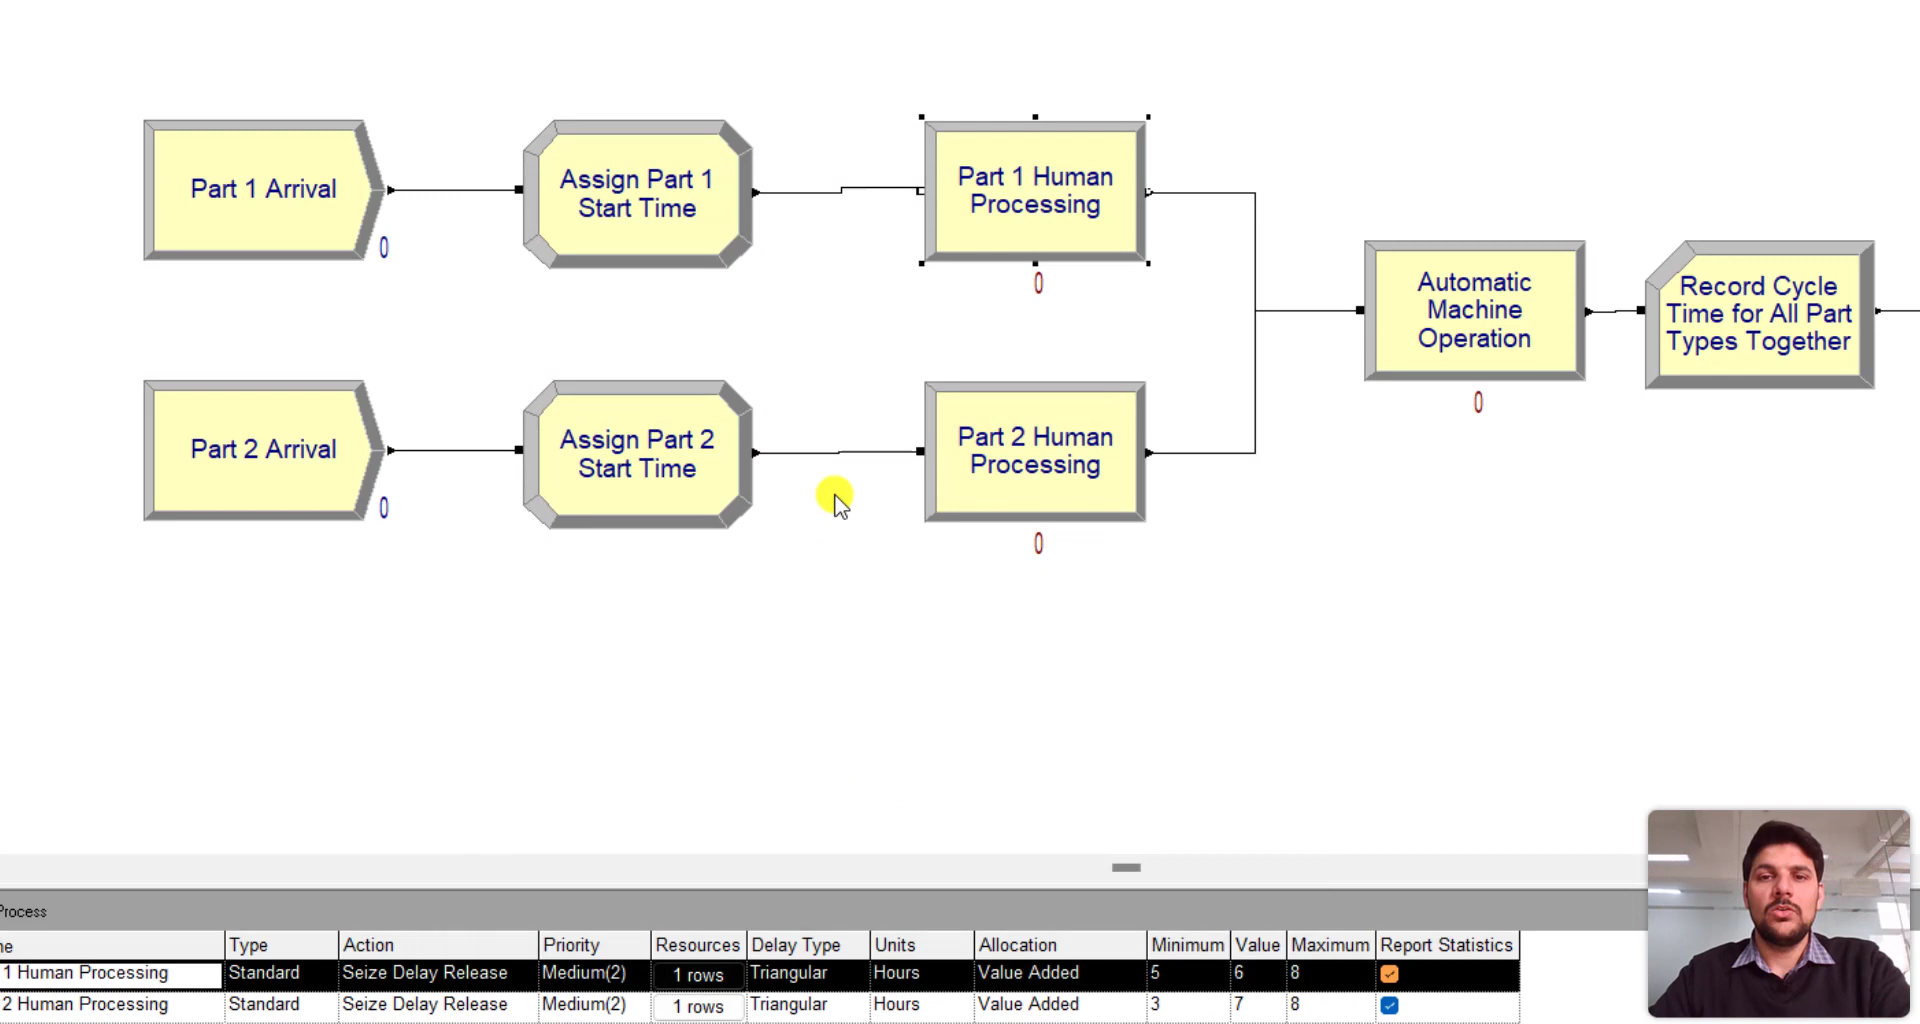 Part 1 Arrival
0
Assign Part 1
Start Time
Part 1 Human
Processing
0
Automatic
Machine
Operation
0
Record Cycle
Time for All Part
Types Together
Part 2 Arrival
0
Assign Part 2
Start Time
Part 2 Human
Processing
0
Process
ne Type Action Priority Resources Delay Type Units Allocation Minimum Value Maximum Report Statistics
1 Human Processing Standard Seize Delay Release Medium(2) 1 rows Triangular Hours Value Added 5 6 8
2 Human Processing Standard Seize Delay Release Medium(2) 1 rows Triangular Hours Value Added 3 7 8